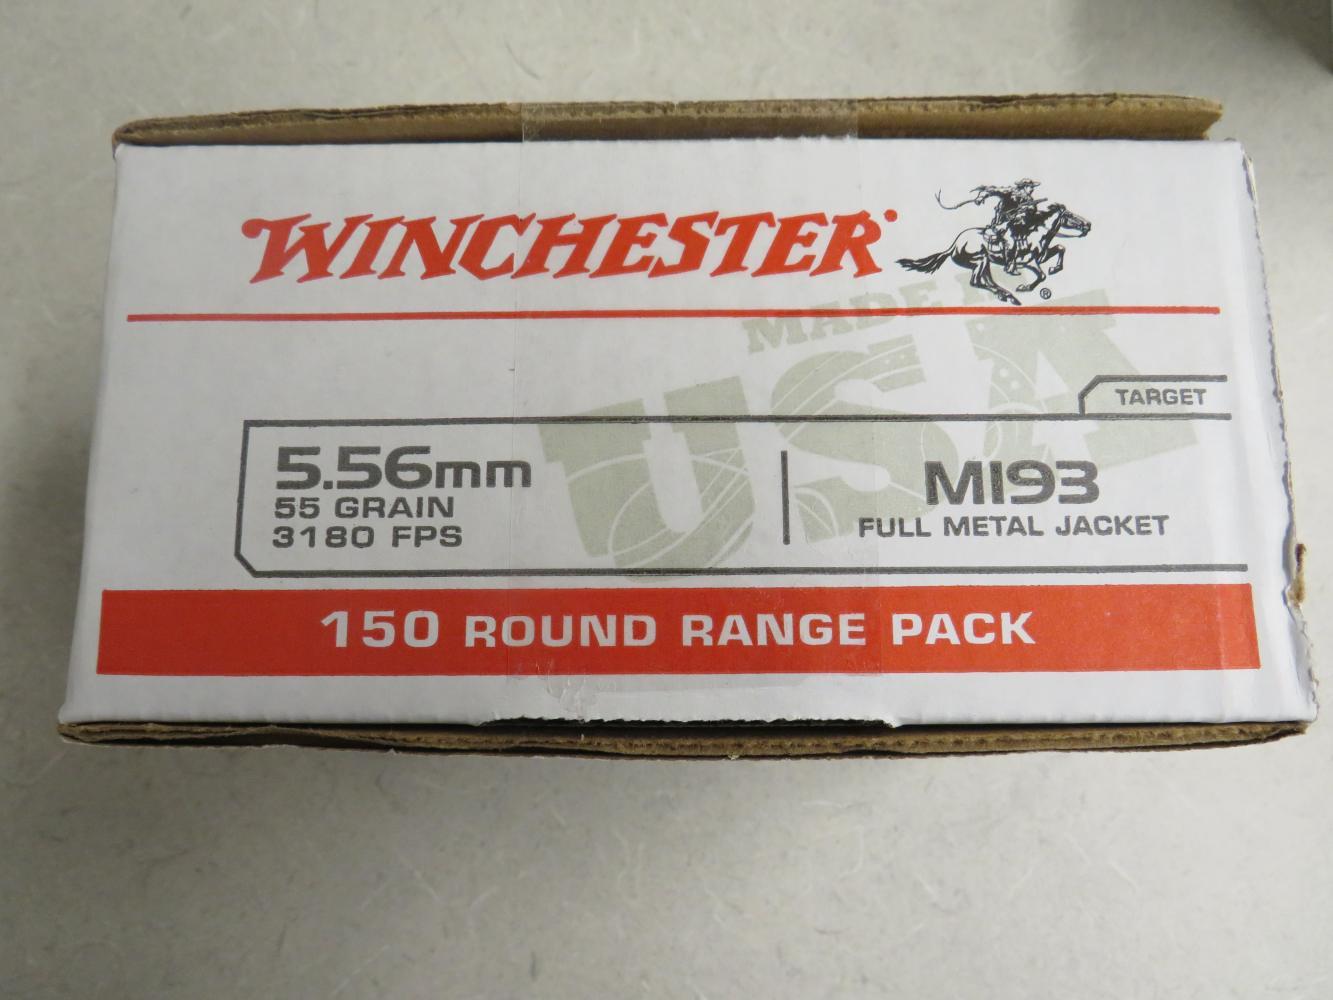 WINCHESTER
®
MADE IN
USA
TARGET
5.56mm
55 GRAIN
3180 FPS
M193
FULL METAL JACKET
150 ROUND RANGE PACK